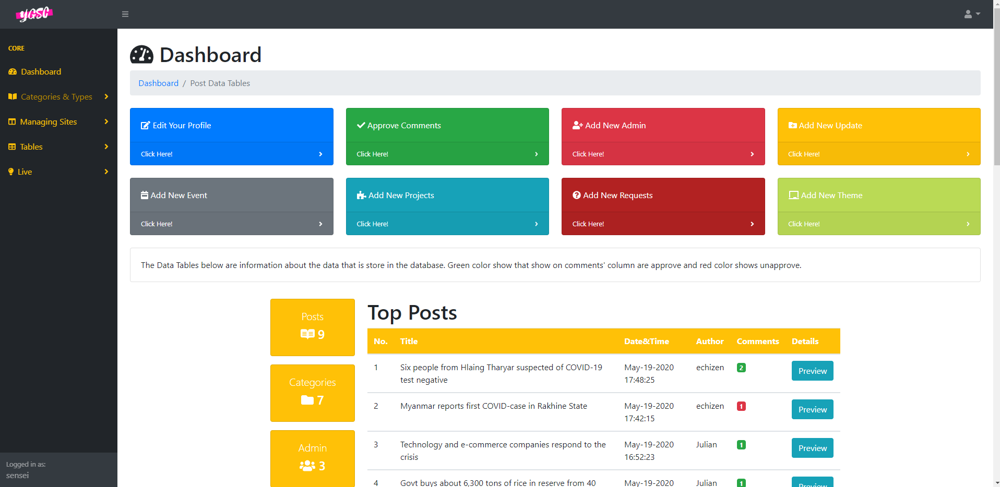 YGSC
CORE
Dashboard
Categories & Types
Managing Sites
Tables
Live
Logged in as:
sensei
Dashboard
Dashboard / Post Data Tables
Edit Your Profile
Click Here!
Approve Comments
Click Here!
Add New Admin
Click Here!
Add New Update
Click Here!
Add New Event
Click Here!
Add New Projects
Click Here!
Add New Requests
Click Here!
Add New Theme
Click Here!
The Data Tables below are information about the data that is store in the database. Green color show that show on comments' column are approve and red color shows unapprove.
Posts
9
Categories
7
Admin
3
Top Posts
No. Title Date&Time Author Comments Details
1 Six people from Hlaing Tharyar suspected of COVID-19 May-19-2020 echizen 2 Preview
test negative 17:48:25
2 Myanmar reports first COVID-case in Rakhine State May-19-2020 echizen 1 Preview
17:42:15
3 Technology and e-commerce companies respond to the May-19-2020 Julian 1 Preview
crisis 16:52:23
4 Govt buys about 6,300 tons of rice in reserve from 40 May-19-2020 Julian 1 Preview